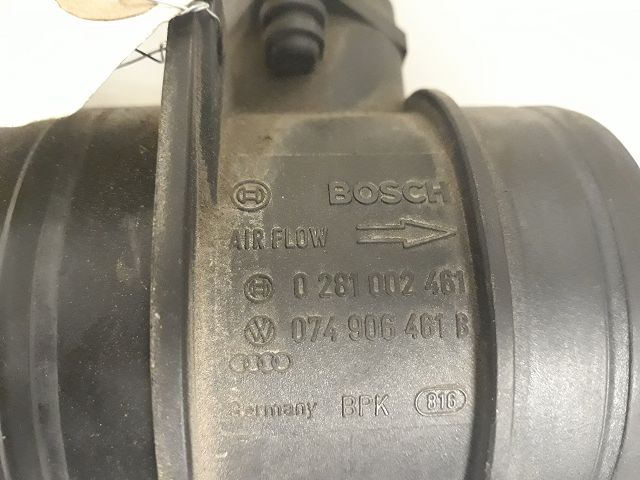 BOSCH
AIR FLOW
0 281 002 461
074 906 461 B
Germany BPK 816